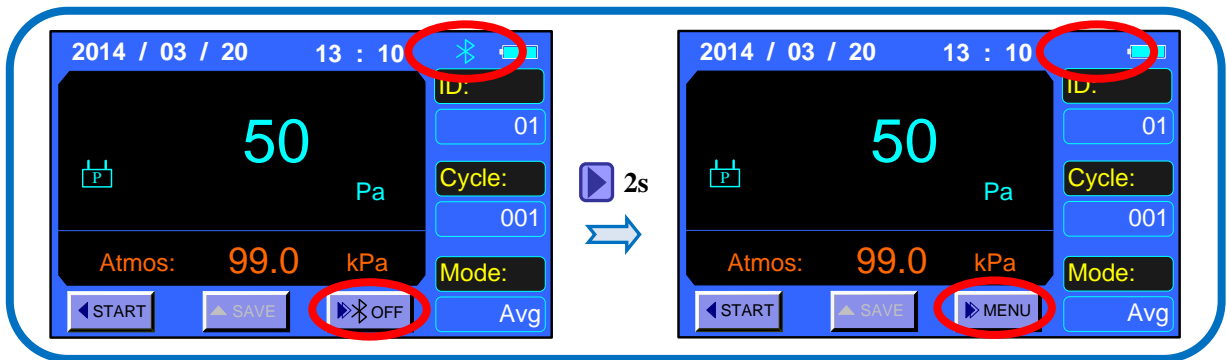 2014 / 03 / 20 13 : 10
ID:
01
50
P
Pa
Cycle:
001
Atmos: 99.0 kPa
Mode:
Avg
START SAVE OFF
2s
2014 / 03 / 20 13 : 10
ID:
01
50
P
Pa
Cycle:
001
Atmos: 99.0 kPa
Mode:
Avg
START SAVE MENU